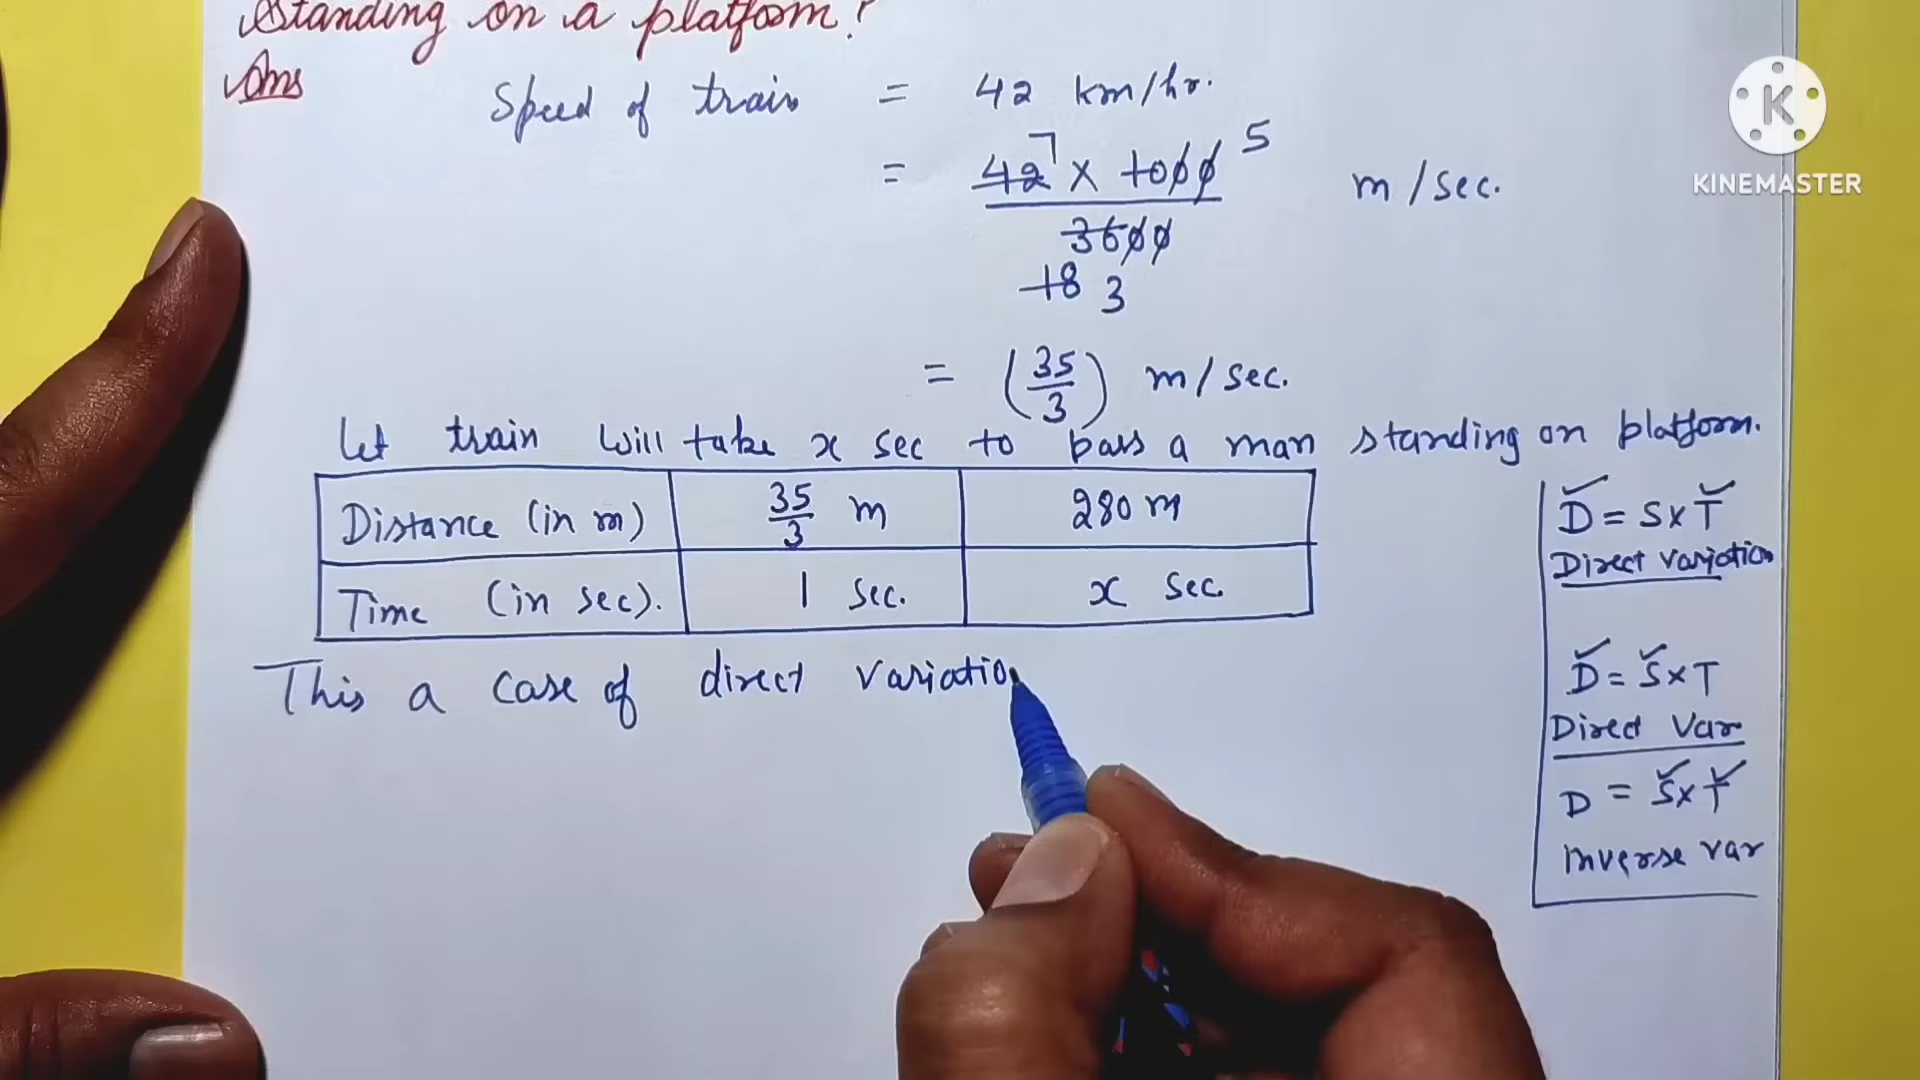 Standing on a platform?
Ans
Speed of train = 42 km/hr.
= 42 7 x 1000 5 m/sec.
3600
18 3
= (35/3) m/sec.
Let train will take x sec to pass a man standing on platform.
Distance (in m) 35/3 m 280 m
Time (in sec). 1 sec. x sec.
This a case of direct variatio
D = S x T
Direct variation
D = S x T
Direct Var
D = S x T
Inverse var
K
KINEMASTER